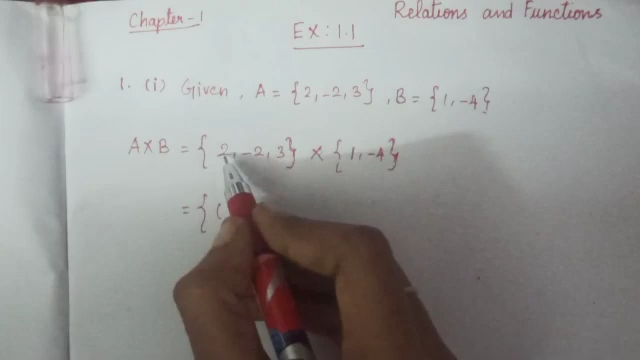 Chapter-1
Relations and Functions
EX: 1.1
1. (i) Given, A = {2, -2, 3}, B = {1, -4}
A×B = {2, -2, 3} × {1, -4}
= {(